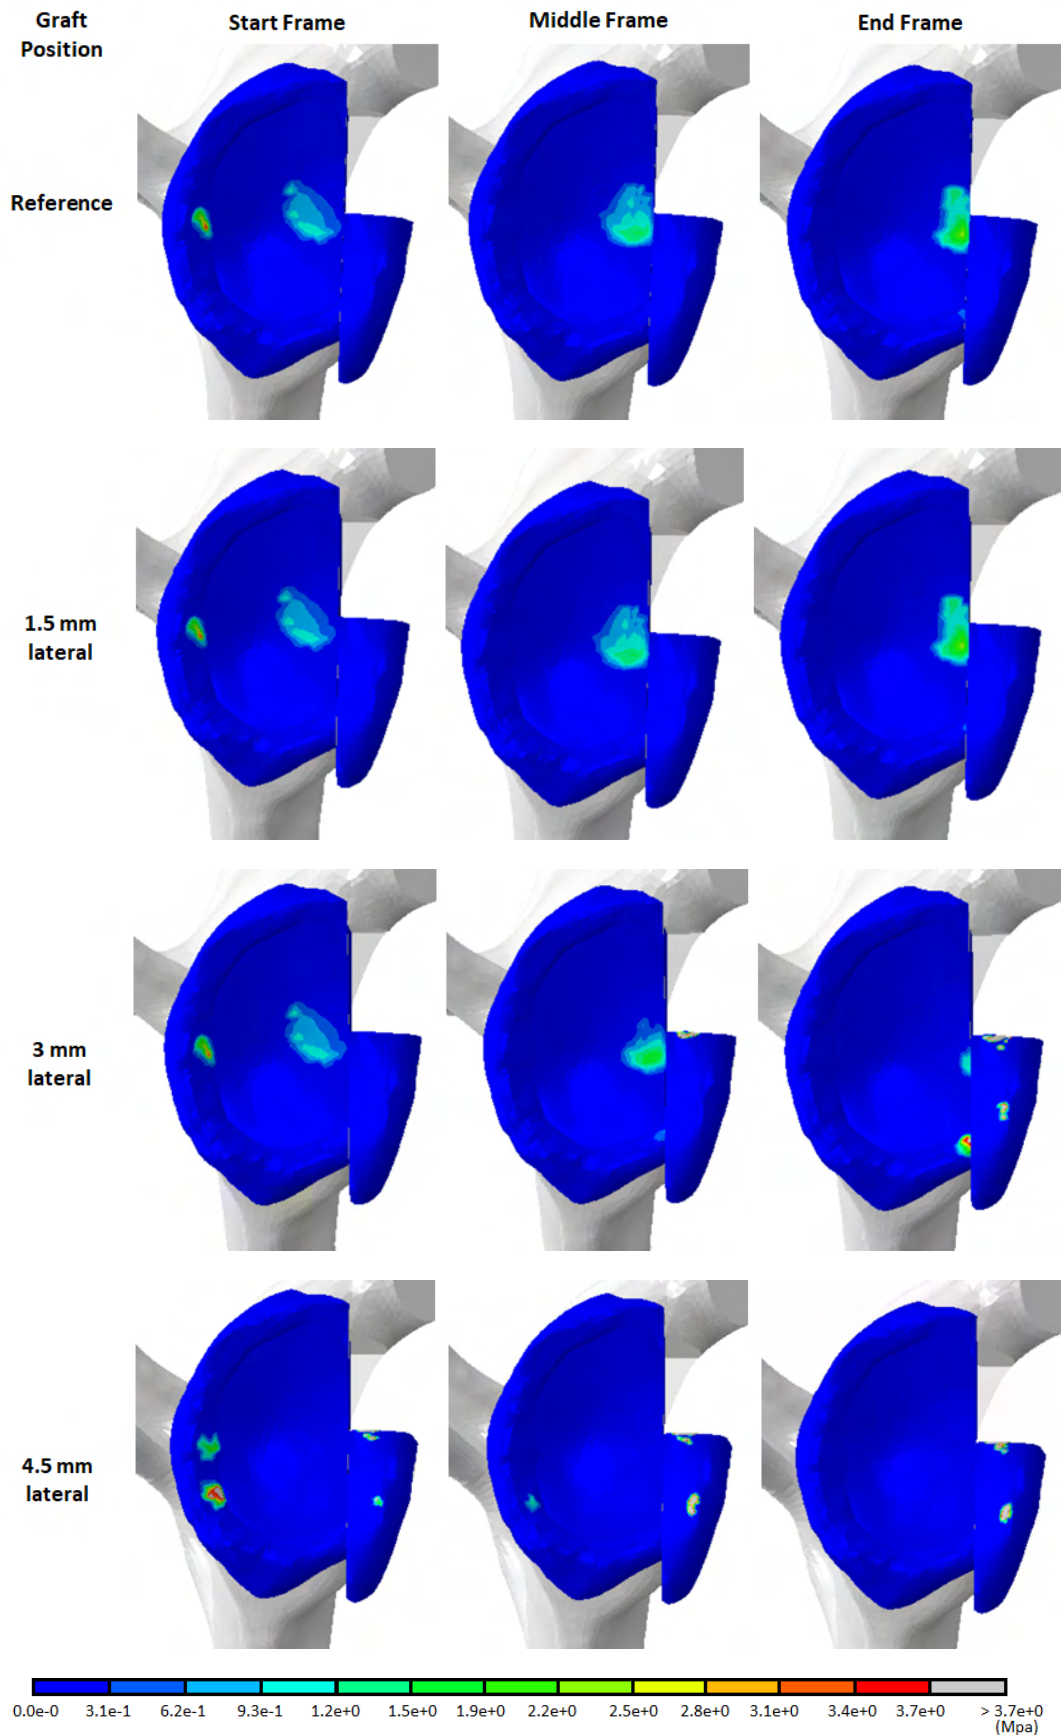 Graft Position
Start Frame
Middle Frame
End Frame
Reference
1.5 mm
lateral
3 mm
lateral
4.5 mm
lateral
0.0e-0 3.1e-1 6.2e-1 9.3e-1 1.2e+0 1.5e+0 1.9e+0 2.2e+0 2.5e+0 2.8e+0 3.1e+0 3.4e+0 3.7e+0 > 3.7e+0
(Mpa)